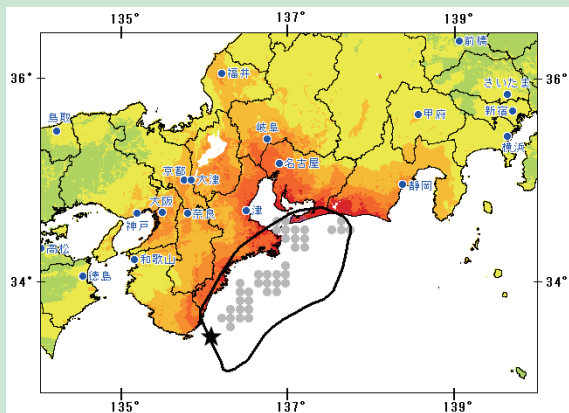 135° 137° 139°
前橋
36° 36°
福井
さいたま
鳥取
甲府
新宿
岐阜
横浜
名古屋
京都 大津
静岡
大阪 奈良 津
神戸
高松
和歌山
34° 34°
徳島
135° 137° 139°